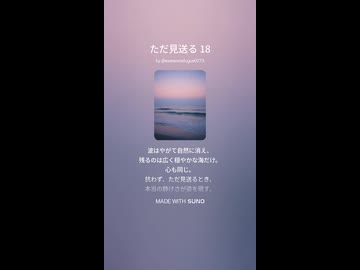 ただ見送る 18
波はやがて自然に消え、
残るのは広く穏やかな海だけ。
心も同じ。
抗わず、ただ見送るとき、
本当の静けさが姿を現す。
MADE WITH SUNO